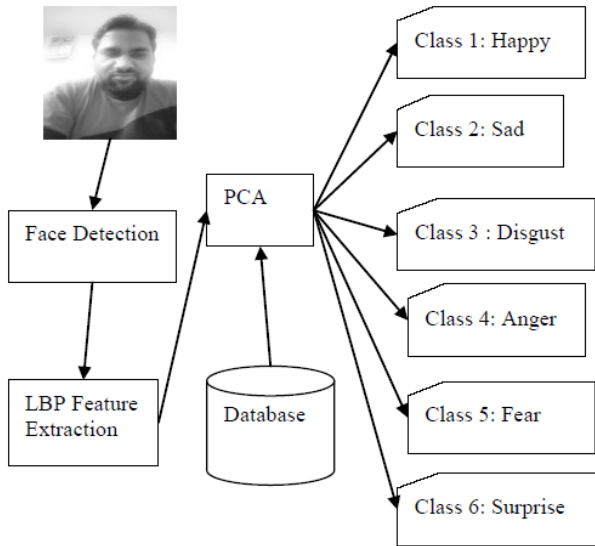 Face Detection
LBP Feature
Extraction
PCA
Database
Class 1: Happy
Class 2: Sad
Class 3 : Disgust
Class 4: Anger
Class 5: Fear
Class 6: Surprise